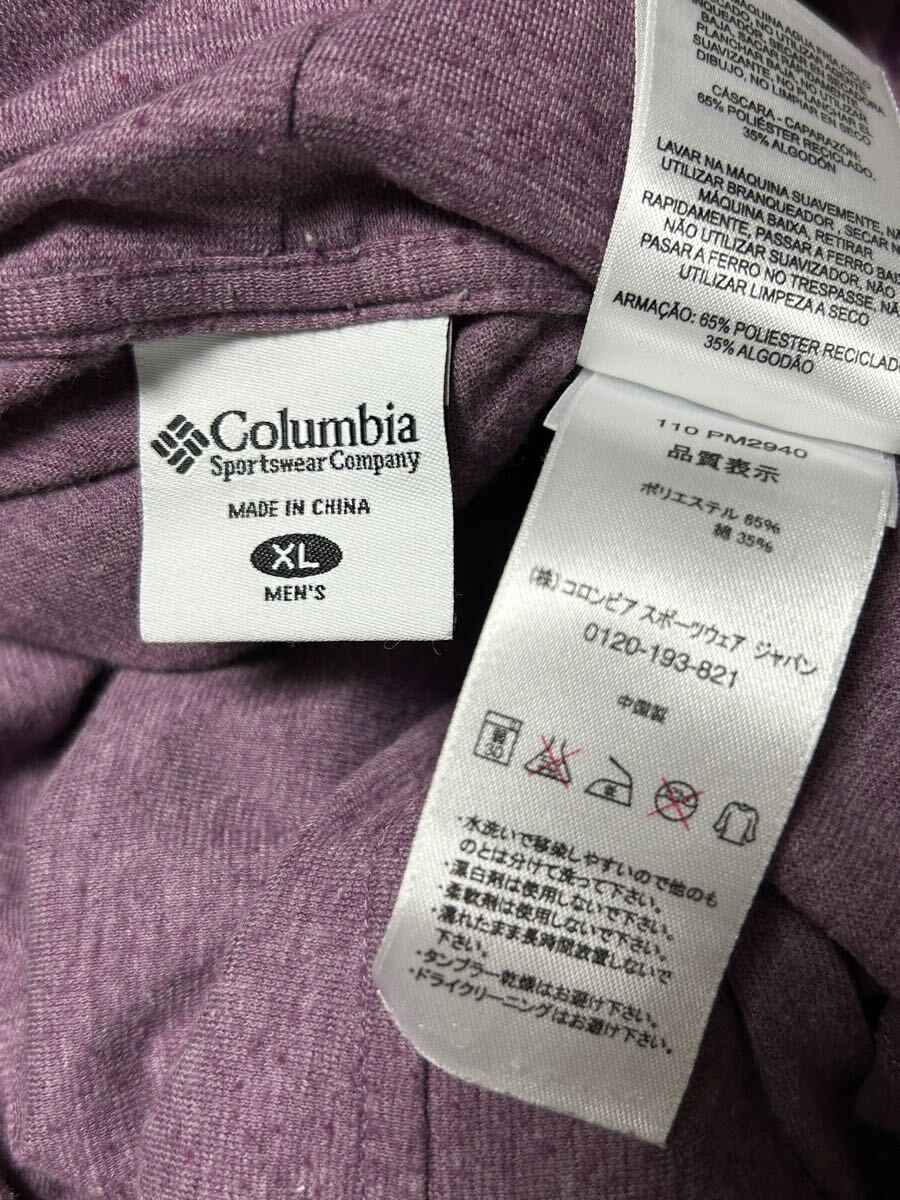 Columbia
Sportswear Company
MADE IN CHINA
XL
MEN'S
BAJA, SACAR
PLANCHAR BAJA, NO UTILICE
SUAVIZANTE, NO PLANCHAR EL
DIBUJO, NO LIMPIAR EN SECO
CÁSCARA - CAPARAZÓN:
65% POLIÉSTER RECICLADO,
35% ALGODÓN
LAVAR NA MÁQUINA SUAVEMENTE,
UTILIZAR BRANQUEADOR, SECAR
MÁQUINA BAIXA, RETIRAR
RAPIDAMENTE, PASSAR A FERRO
NÃO UTILIZAR SUAVIZADOR, NÃO
PASAR A FERRO NO TRESPASSE,
UTILIZAR LIMPEZA A SECO
ARMAÇÃO: 65% POLIESTER
35% ALGODÃO
110 PM2940
品質表示
ポリエステル 65%
綿 35%
(株) コロンビア スポーツウェア ジャパン
0120-193-821
中国製
30
・水洗いで移染しやすいので他のも
のとは分けて洗って下さい。
・漂白剤は使用しないで下さい。
・柔軟剤は使用しないで下さい。
・濡れたまま長時間放置しないで
下さい。
・タンブラー乾燥はお避け下さい。
・ドライクリーニングはお避け下さい。